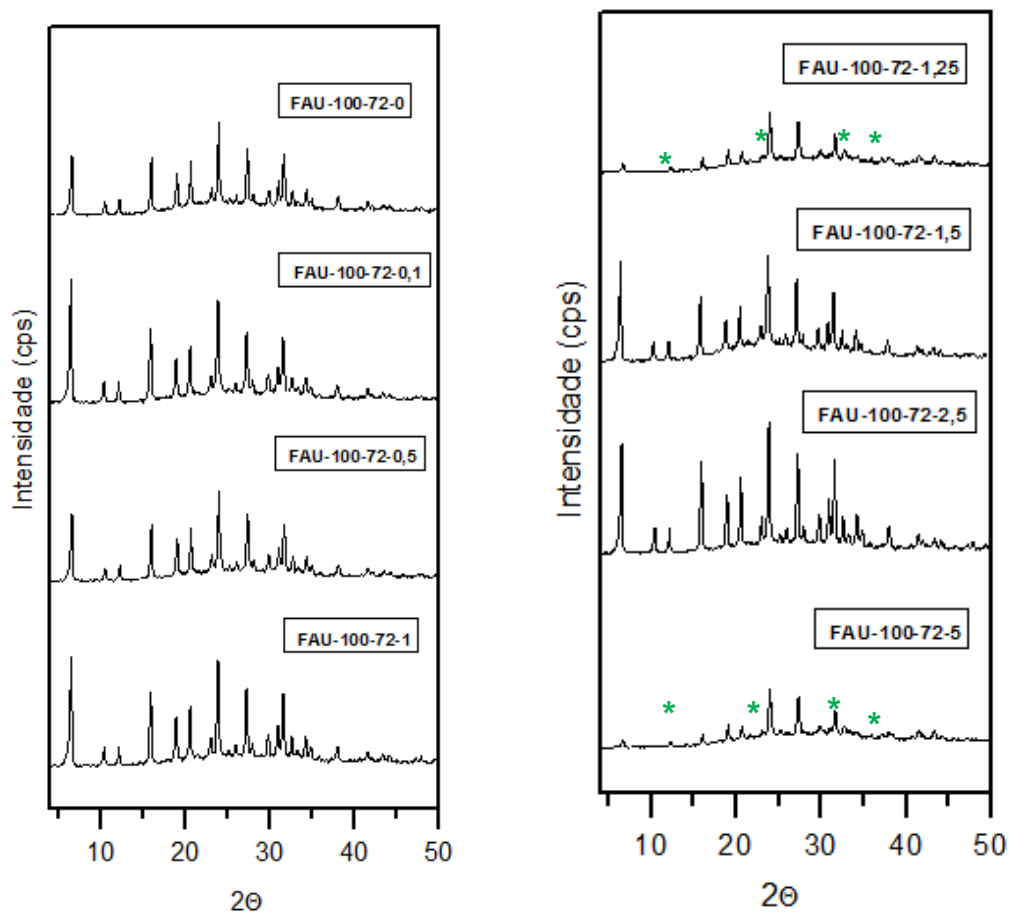 Intensidade (cps)
FAU-100-72-0
FAU-100-72-0,1
FAU-100-72-0,5
FAU-100-72-1
10 20 30 40 50
2Θ
Intensidade (cps)
FAU-100-72-1,25
* * * *
FAU-100-72-1,5
FAU-100-72-2,5
FAU-100-72-5
* * * *
10 20 30 40 50
2Θ